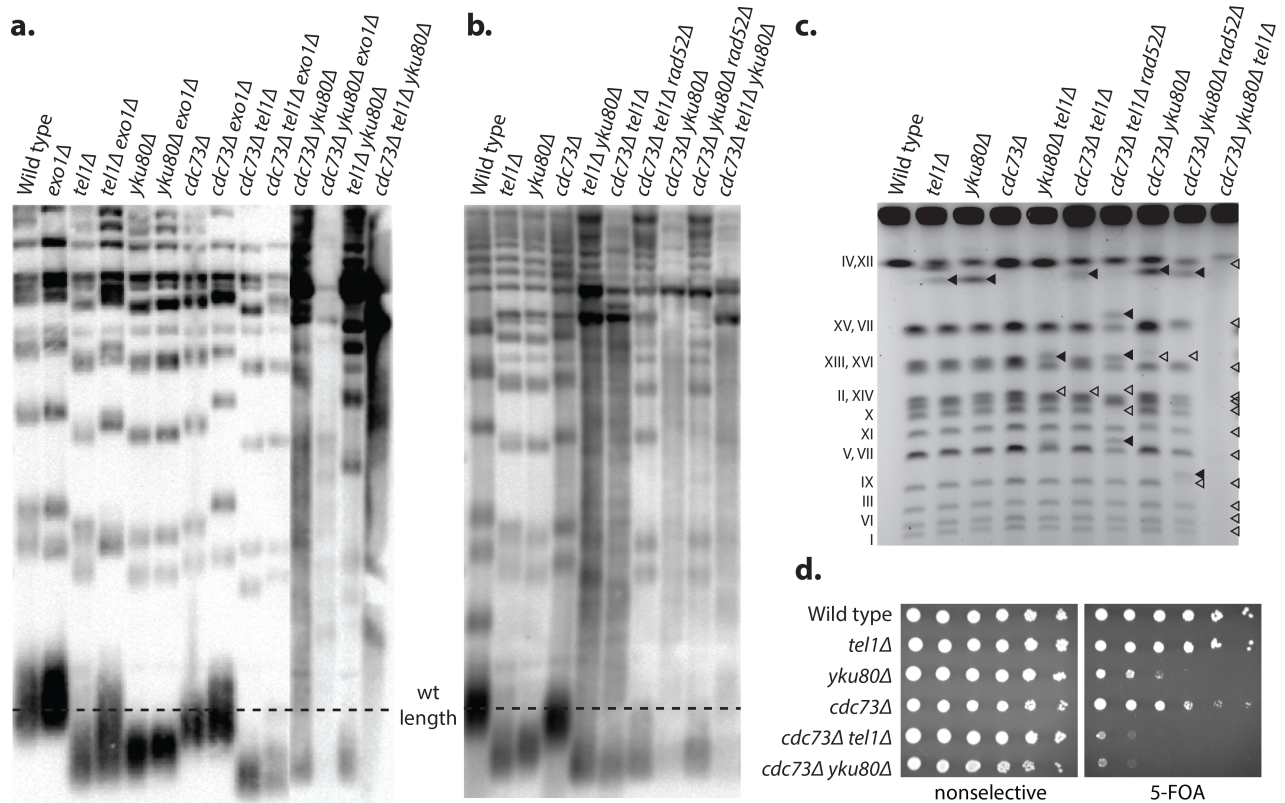 a.
Wild type
exo1Δ
tel1Δ
tel1Δ exo1Δ
yku80Δ
yku80Δ exo1Δ
cdc73Δ
cdc73Δ exo1Δ
cdc73Δ tel1Δ
cdc73Δ tel1Δ exo1Δ
cdc73Δ yku80Δ
cdc73Δ yku80Δ exo1Δ
tel1Δ yku80Δ
cdc73Δ tel1Δ yku80Δ
wt
length
b.
Wild type
tel1Δ
yku80Δ
cdc73Δ
tel1Δ yku80Δ
cdc73Δ tel1Δ
cdc73Δ tel1Δ rad52Δ
cdc73Δ yku80Δ
cdc73Δ yku80Δ rad52Δ
cdc73Δ tel1Δ yku80Δ
c.
Wild type
tel1Δ
yku80Δ
cdc73Δ
yku80Δ tel1Δ
cdc73Δ tel1Δ
cdc73Δ tel1Δ rad52Δ
cdc73Δ yku80Δ
cdc73Δ yku80Δ rad52Δ
cdc73Δ yku80Δ tel1Δ
IV,XII
XV, VII
XIII, XVI
II, XIV
X
XI
V, VII
IX
III
VI
I
d.
Wild type
tel1Δ
yku80Δ
cdc73Δ
cdc73Δ tel1Δ
cdc73Δ yku80Δ
nonselective
5-FOA